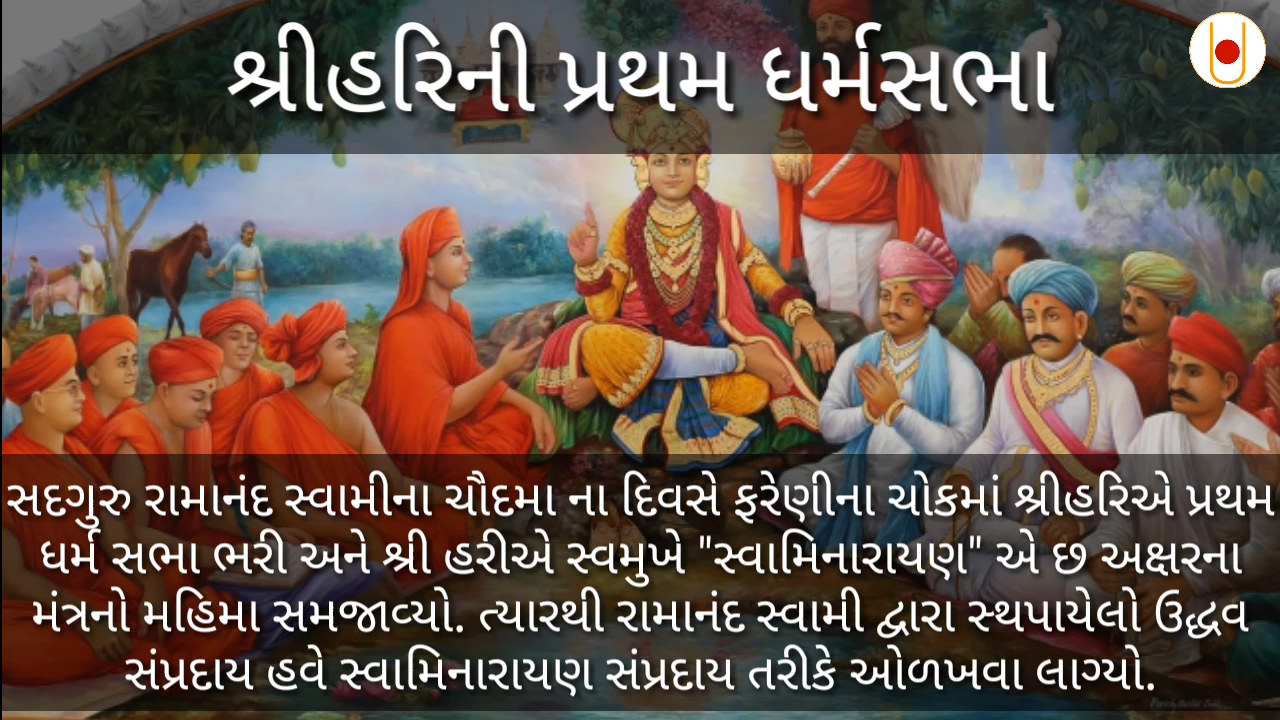 શ્રીહરિની પ્રથમ ધર્મસભા
સદગુરુ રામાનંદ સ્વામીના ચૌદમા ના દિવસે ફરેણીના ચોકમાં શ્રીહરિએ પ્રથમ
ધર્મ સભા ભરી અને શ્રી હરીએ સ્વમુખે "સ્વામિનારાયણ" એ છ અક્ષરના
મંત્રનો મહિમા સમજાવ્યો. ત્યારથી રામાનંદ સ્વામી દ્વારા સ્થપાયેલો ઉદ્ધવ
સંપ્રદાય હવે સ્વામિનારાયણ સંપ્રદાય તરીકે ઓળખવા લાગ્યો.